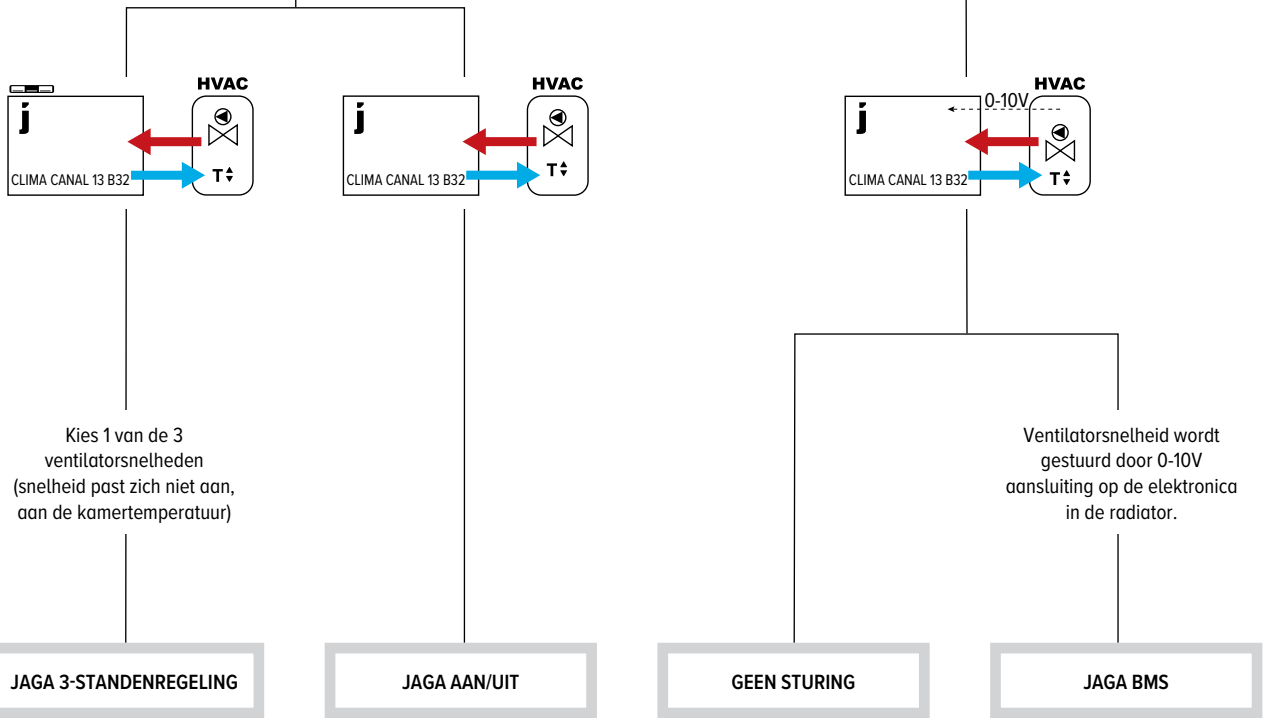 HVAC
j
T
CLIMA CANAL 13 B32
HVAC
j
T
CLIMA CANAL 13 B32
HVAC
0-10V
j
T
CLIMA CANAL 13 B32
Kies 1 van de 3
ventilatorsnelheden
(snelheid past zich niet aan,
aan de kamertemperatuur)
Ventilatorsnelheid wordt
gestuurd door 0-10V
aansluiting op de elektronica
in de radiator.
JAGA 3-STANDENREGELING
JAGA AAN/UIT
GEEN STURING
JAGA BMS